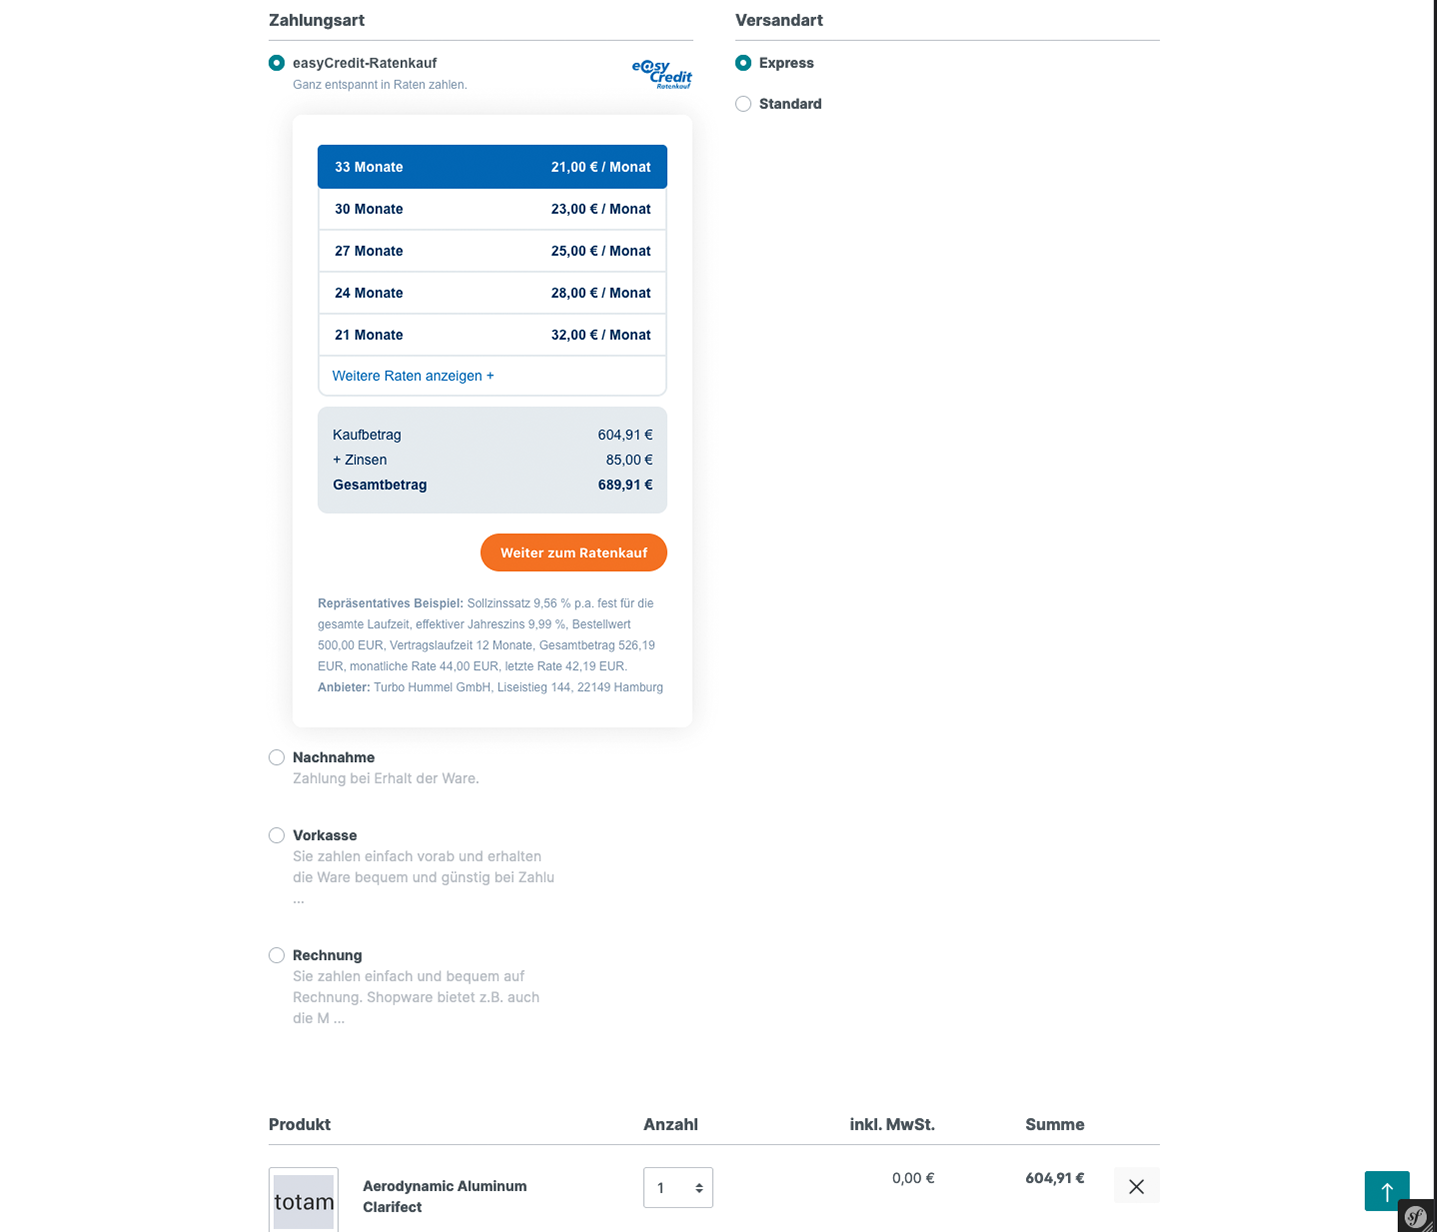 Zahlungsart
easyCredit-Ratenkauf
Ganz entspannt in Raten zahlen.
e@sy
Credit
Ratenkauf
33 Monate 21,00 € / Monat
30 Monate 23,00 € / Monat
27 Monate 25,00 € / Monat
24 Monate 28,00 € / Monat
21 Monate 32,00 € / Monat
Weitere Raten anzeigen +
Kaufbetrag 604,91 €
+ Zinsen 85,00 €
Gesamtbetrag 689,91 €
Weiter zum Ratenkauf
Repräsentatives Beispiel: Sollzinssatz 9,56 % p.a. fest für die
gesamte Laufzeit, effektiver Jahreszins 9,99 %, Bestellwert
500,00 EUR, Vertragslaufzeit 12 Monate, Gesamtbetrag 526,19
EUR, monatliche Rate 44,00 EUR, letzte Rate 42,19 EUR.
Anbieter: Turbo Hummel GmbH, Liseistieg 144, 22149 Hamburg
Nachnahme
Zahlung bei Erhalt der Ware.
Vorkasse
Sie zahlen einfach vorab und erhalten
die Ware bequem und günstig bei Zahlu
...
Rechnung
Sie zahlen einfach und bequem auf
Rechnung. Shopware bietet z.B. auch
die M ...
Versandart
Express
Standard
Produkt Anzahl inkl. MwSt. Summe
totam
Aerodynamic Aluminum
Clarifect
1 0,00 € 604,91 €
sf